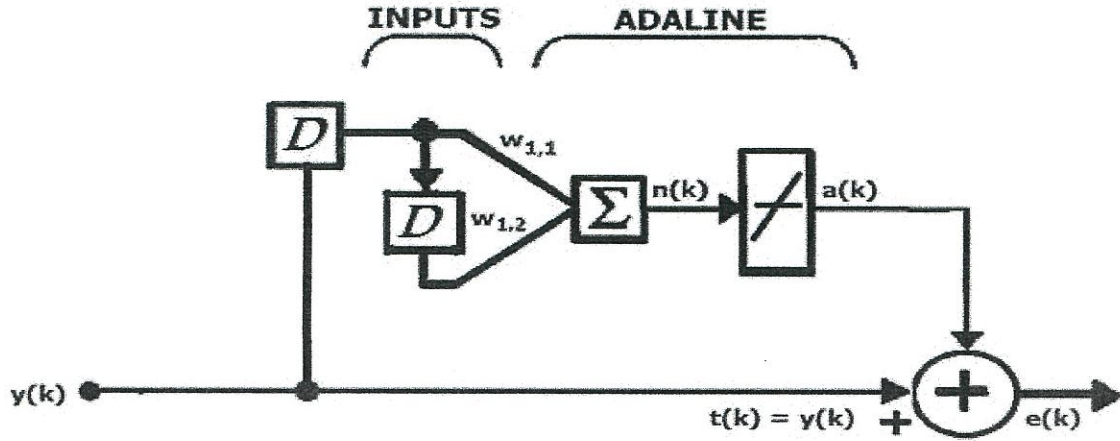 INPUTS ADALINE
D
w1,1
D
w1,2
Σ
n(k)
a(k)
y(k)
t(k) = y(k)
+
+
e(k)